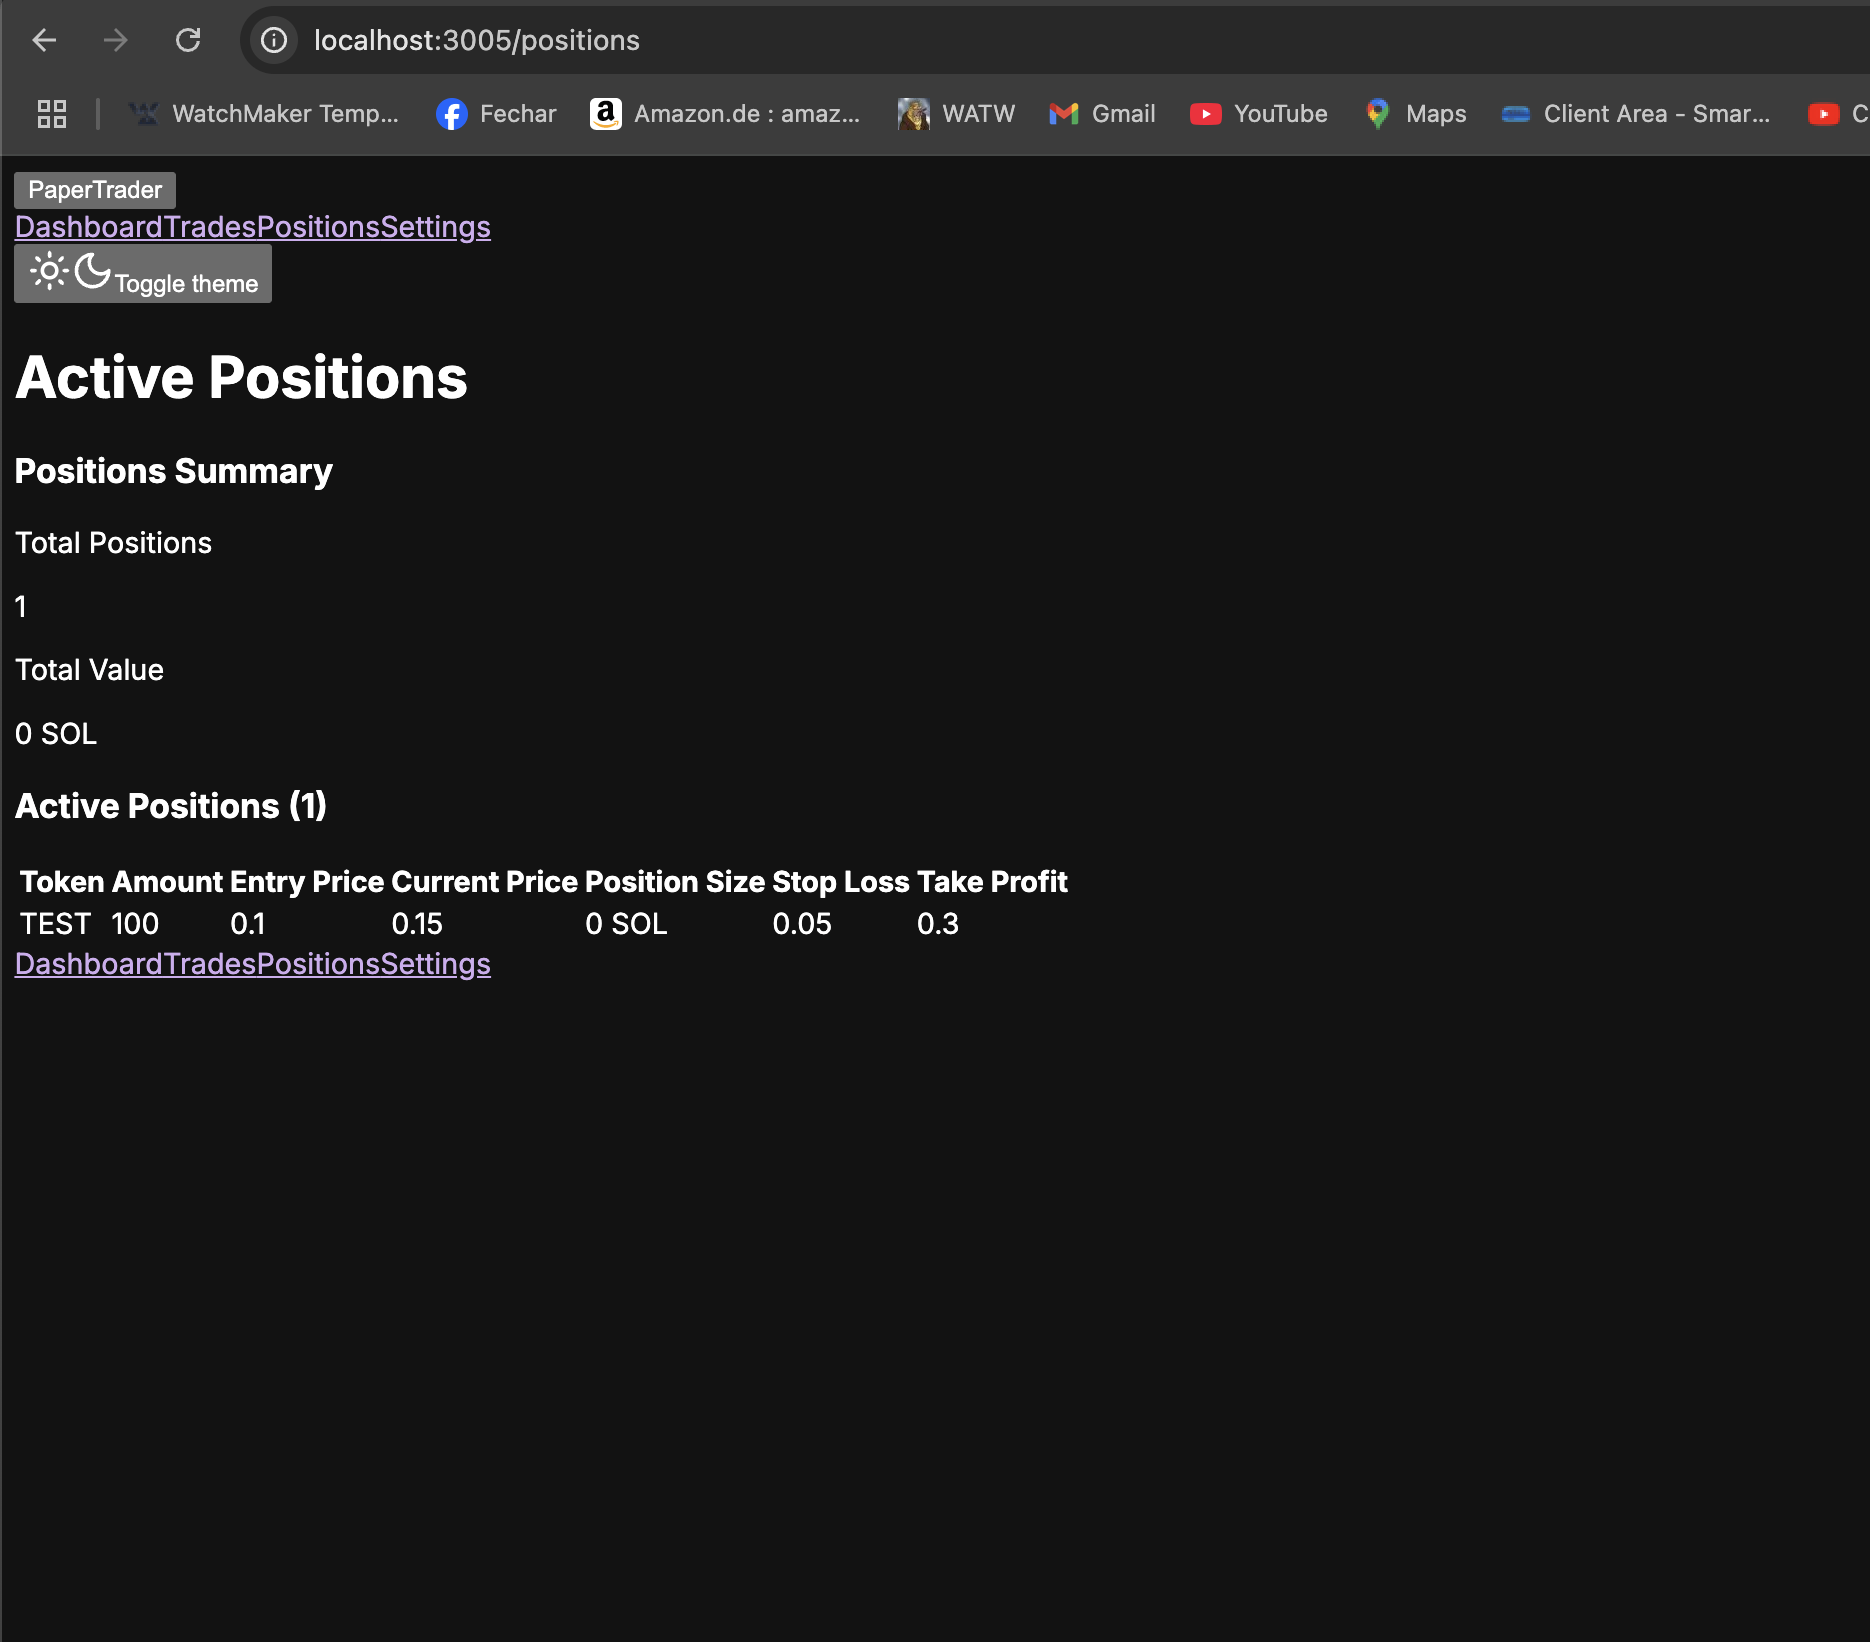 localhost:3005/positions
WatchMaker Temp... Fechar Amazon.de : amaz... WATW Gmail YouTube Maps Client Area - Smar... C
PaperTrader
DashboardTradesPositionsSettings
Toggle theme
Active Positions
Positions Summary
Total Positions
1
Total Value
0 SOL
Active Positions (1)
Token Amount Entry Price Current Price Position Size Stop Loss Take Profit
TEST 100 0.1 0.15 0 SOL 0.05 0.3
DashboardTradesPositionsSettings